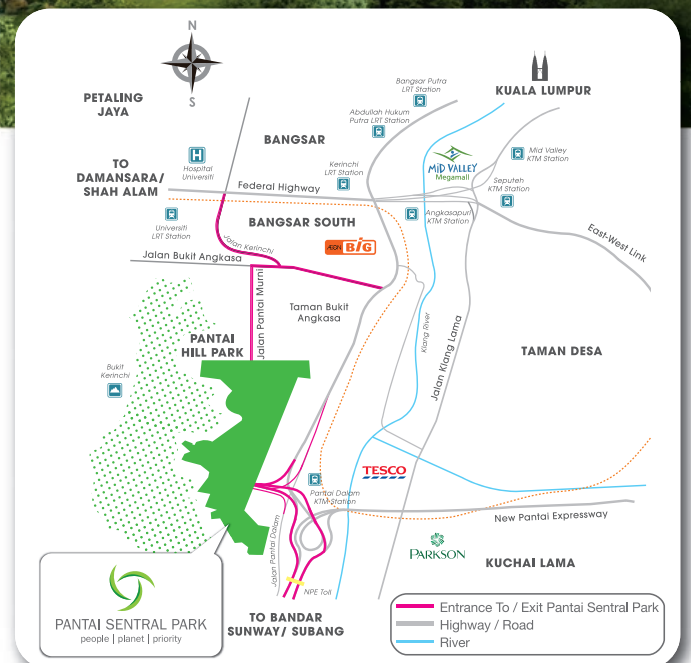 N
S
PETALING
JAYA
KUALA LUMPUR
Bangsar Putra
LRT Station
Abdullah Hukum
Putra LRT Station
BANGSAR
H
Hospital
Universiti
Kerinchi
LRT Station
MiD VALLEY
Megamall
Mid Valley
KTM Station
Seputeh
KTM Station
TO
DAMANSARA/
SHAH ALAM
Federal Highway
Universiti
LRT Station
BANGSAR SOUTH
Angkasapuri
KTM Station
East-West Link
Jalan Kerinchi
AEON BiG
Jalan Bukit Angkasa
Jalan Pantai Murni
Taman Bukit
Angkasa
Klang River
Jalan Klang Lama
PANTAI
HILL PARK
TAMAN DESA
Bukit
Kerinchi
TESCO
Pantai Dalam
KTM Station
New Pantai Expressway
Jalan Pantai Dalam
PARKSON
KUCHAI LAMA
NPE Toll
PANTAI SENTRAL PARK
people | planet | priority
TO BANDAR
SUNWAY/ SUBANG
Entrance To / Exit Pantai Sentral Park
Highway / Road
River